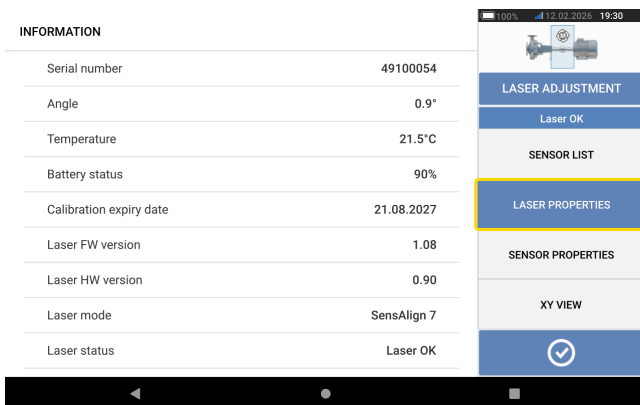 100% 12.02.2026 19:30
INFORMATION
Serial number 49100054
Angle 0.9°
Temperature 21.5°C
Battery status 90%
Calibration expiry date 21.08.2027
Laser FW version 1.08
Laser HW version 0.90
Laser mode SensAlign 7
Laser status Laser OK
LASER ADJUSTMENT
Laser OK
SENSOR LIST
LASER PROPERTIES
SENSOR PROPERTIES
XY VIEW